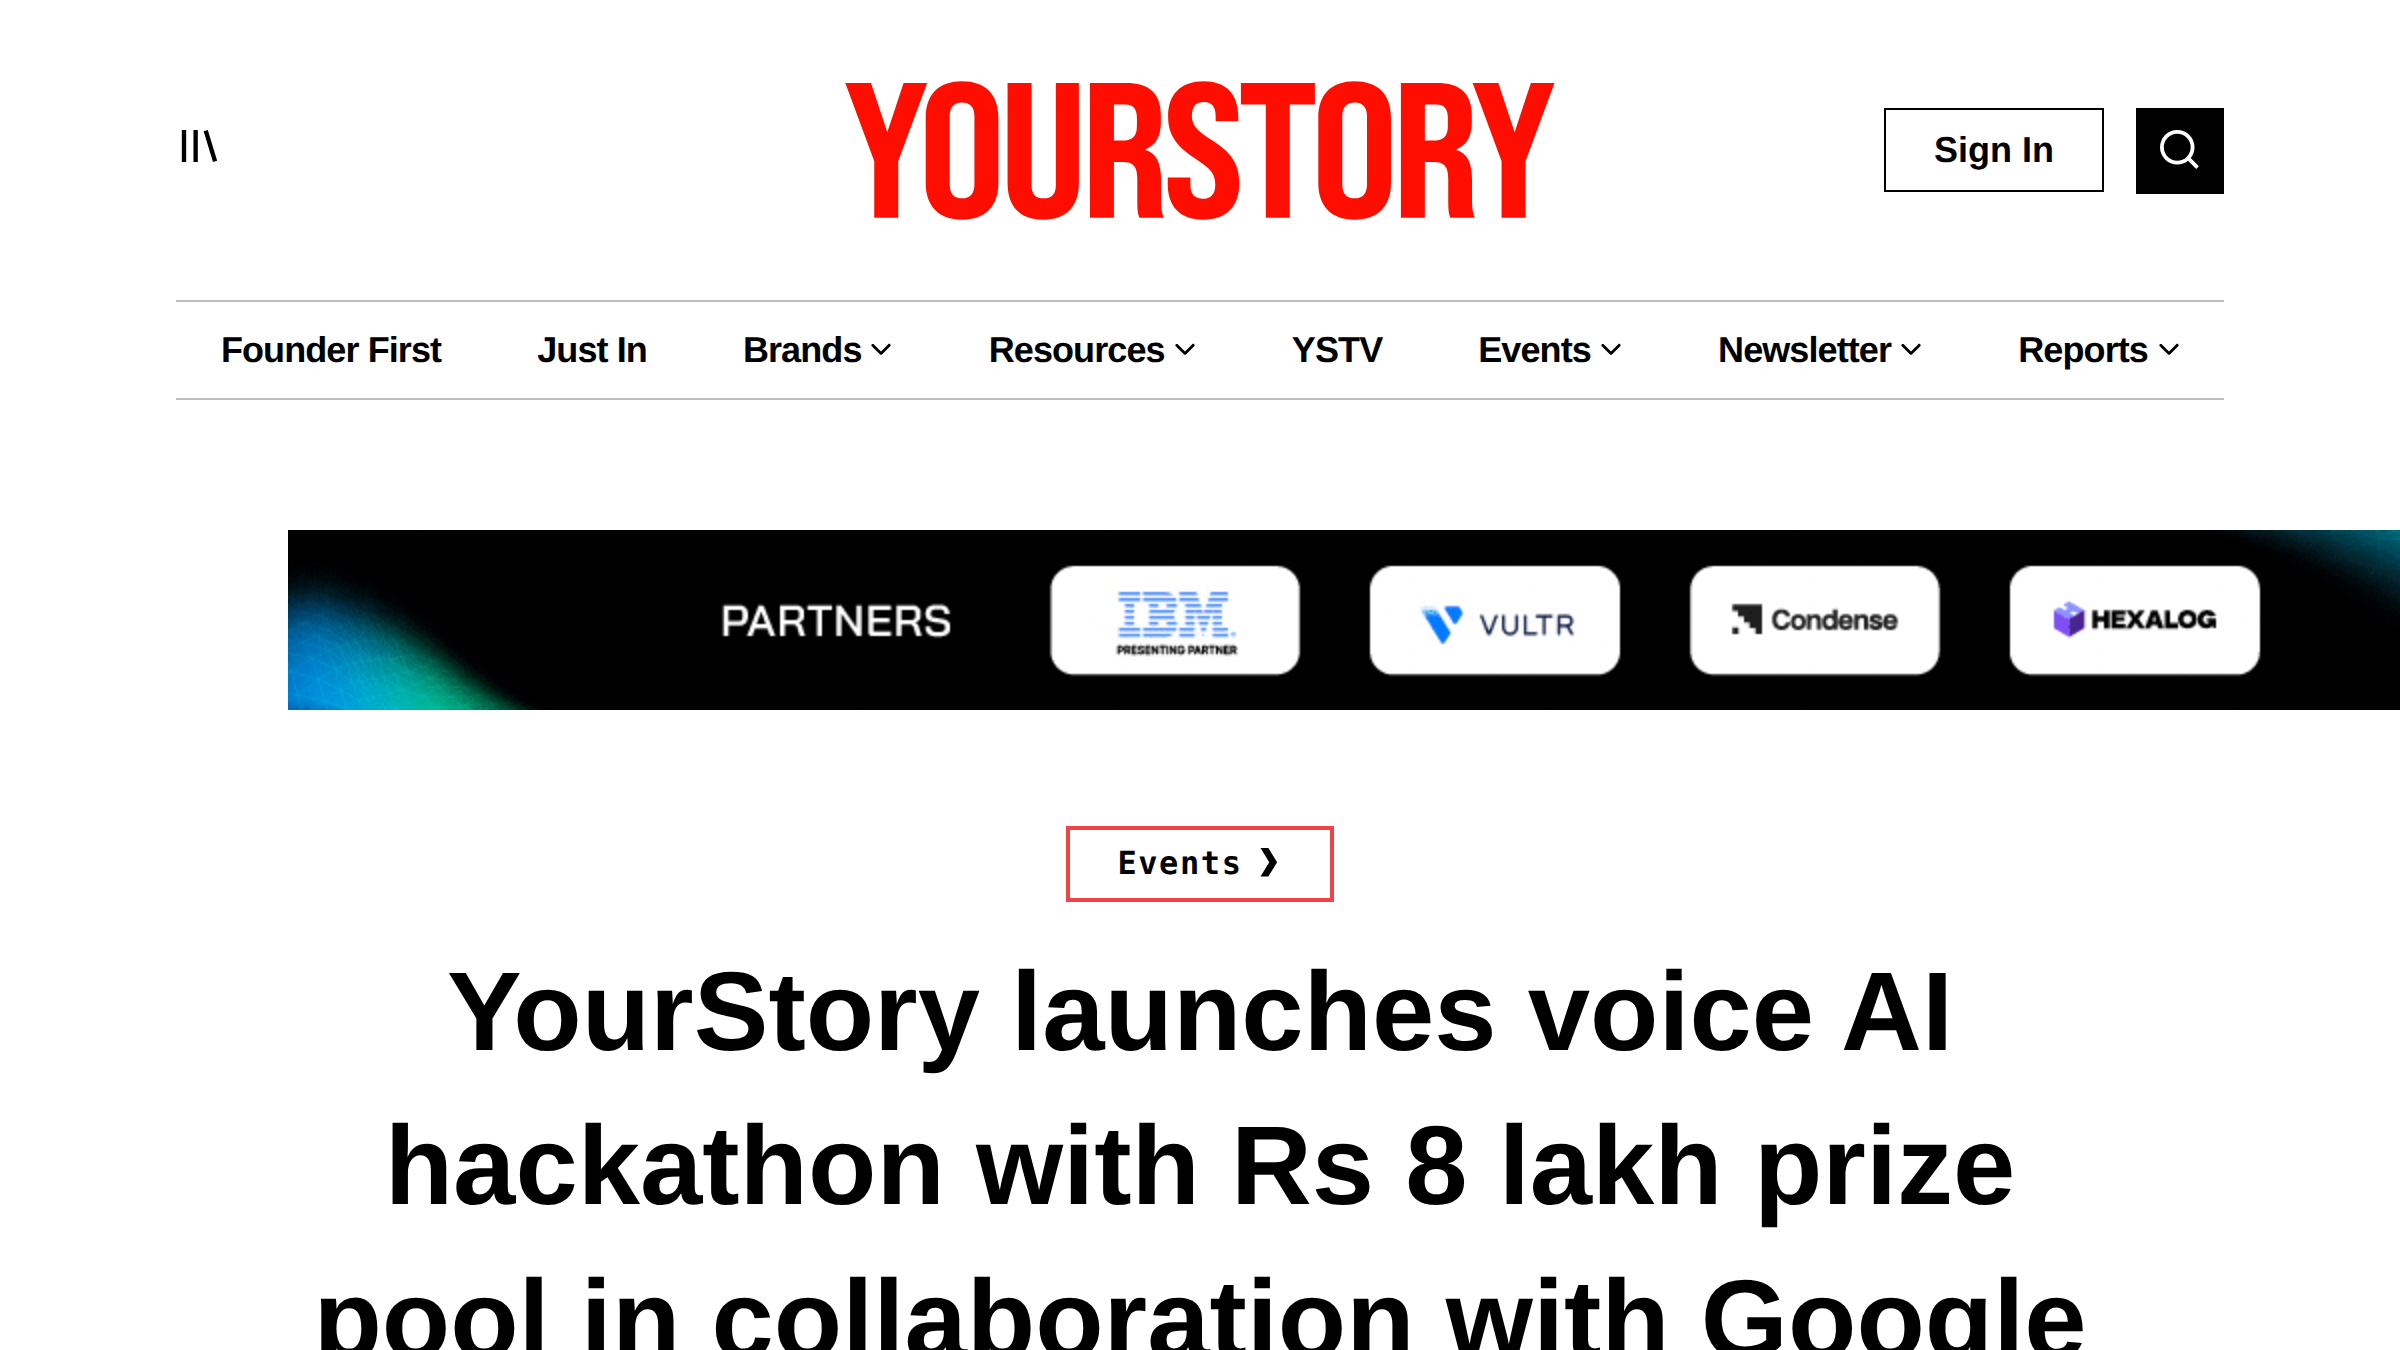 YOURSTORY
Sign In
Founder First Just In Brands Resources YSTV Events Newsletter Reports
PARTNERS
IBM.
PRESENTING PARTNER
VULTR
Condense
HEXALOG
Events ❯
YourStory launches voice AI
hackathon with Rs 8 lakh prize
pool in collaboration with Google